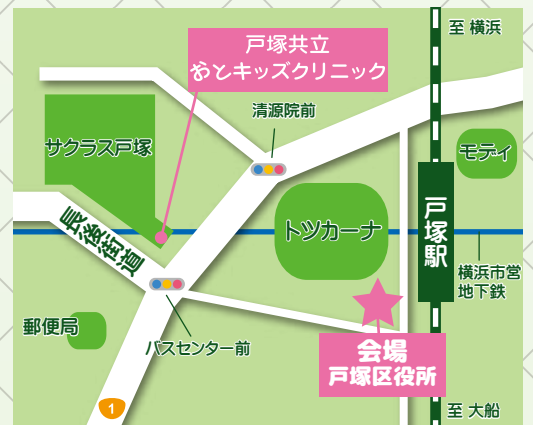 至 横浜
戸塚共立
おとキッズクリニック
清源院前
サクラス戸塚
モディ
トツカーナ
戸塚駅
長後街道
横浜市営
地下鉄
郵便局
バスセンター前
会場
戸塚区役所
1
至 大船